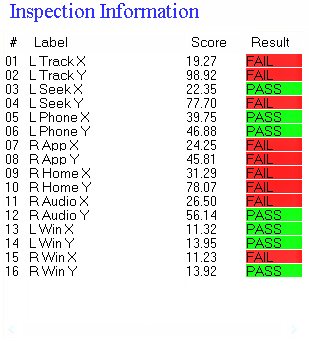 Inspection Information
# Label Score Result
01 L Track X 19.27 FAIL
02 L Track Y 98.92 FAIL
03 L Seek X 22.35 PASS
04 L Seek Y 77.70 FAIL
05 L Phone X 39.75 PASS
06 L Phone Y 46.88 PASS
07 R App X 24.25 FAIL
08 R App Y 45.81 FAIL
09 R Home X 31.29 FAIL
10 R Home Y 78.07 FAIL
11 R Audio X 26.50 FAIL
12 R Audio Y 56.14 PASS
13 L Win X 11.32 PASS
14 L Win Y 13.95 PASS
15 R Win X 11.23 FAIL
16 R Win Y 13.92 PASS